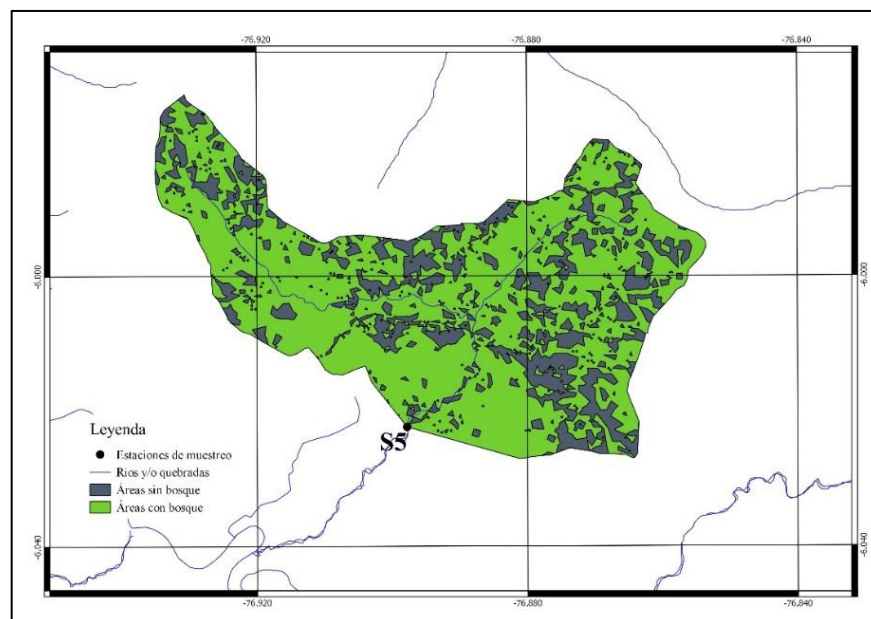 -76.920 -76.880 -76.840
-6.000 -6.000
S5
Leyenda
Estaciones de muestreo
Rios y/o quebradas
Áreas sin bosque
Áreas con bosque
-6.040 -6.040
-76.920 -76.880 -76.840